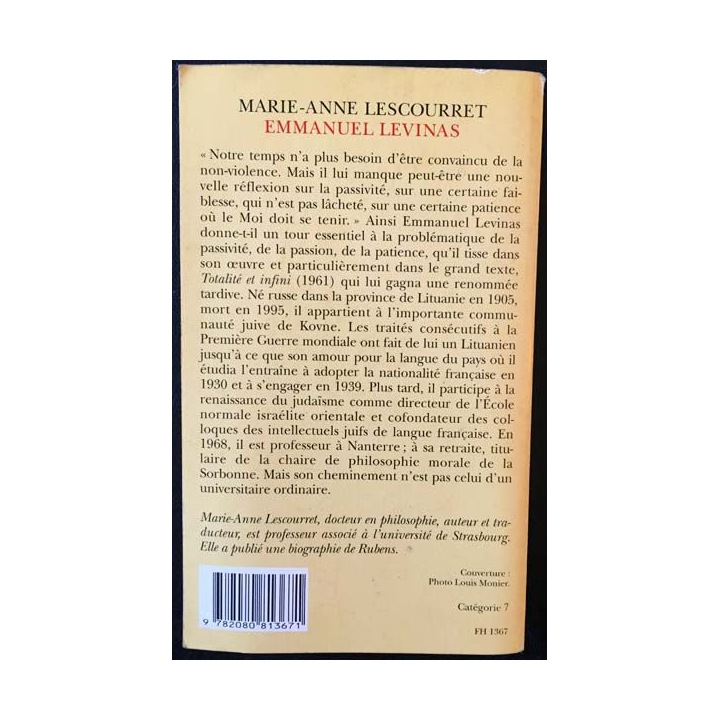 MARIE-ANNE LESCOURRET
EMMANUEL LEVINAS
« Notre temps n'a plus besoin d'être convaincu de la
non-violence. Mais il lui manque peut-être une nou-
velle réflexion sur la passivité, sur une certaine fai-
blesse, qui n'est pas lâcheté, sur une certaine patience
où le Moi doit se tenir. » Ainsi Emmanuel Levinas
donne-t-il un tour essentiel à la problématique de la
passivité, de la passion, de la patience, qu'il tisse dans
son œuvre et particulièrement dans le grand texte,
Totalité et infini (1961) qui lui gagna une renommée
tardive. Né russe dans la province de Lituanie en 1905,
mort en 1995, il appartient à l'importante commu-
nauté juive de Kovne. Les traités consécutifs à la
Première Guerre mondiale ont fait de lui un Lituanien
jusqu'à ce que son amour pour la langue du pays où il
étudia l'entraîne à adopter la nationalité française en
1930 et à s'engager en 1939. Plus tard, il participe à la
renaissance du judaïsme comme directeur de l'École
normale israélite orientale et cofondateur des col-
loques des intellectuels juifs de langue française. En
1968, il est professeur à Nanterre ; à sa retraite, titu-
laire de la chaire de philosophie morale de la
Sorbonne. Mais son cheminement n'est pas celui d'un
universitaire ordinaire.
Marie-Anne Lescourret, docteur en philosophie, auteur et tra-
ducteur, est professeur associé à l'université de Strasbourg.
Elle a publié une biographie de Rubens.
Couverture :
Photo Louis Monier.
Catégorie 7
FH 1367
9 782080 813671